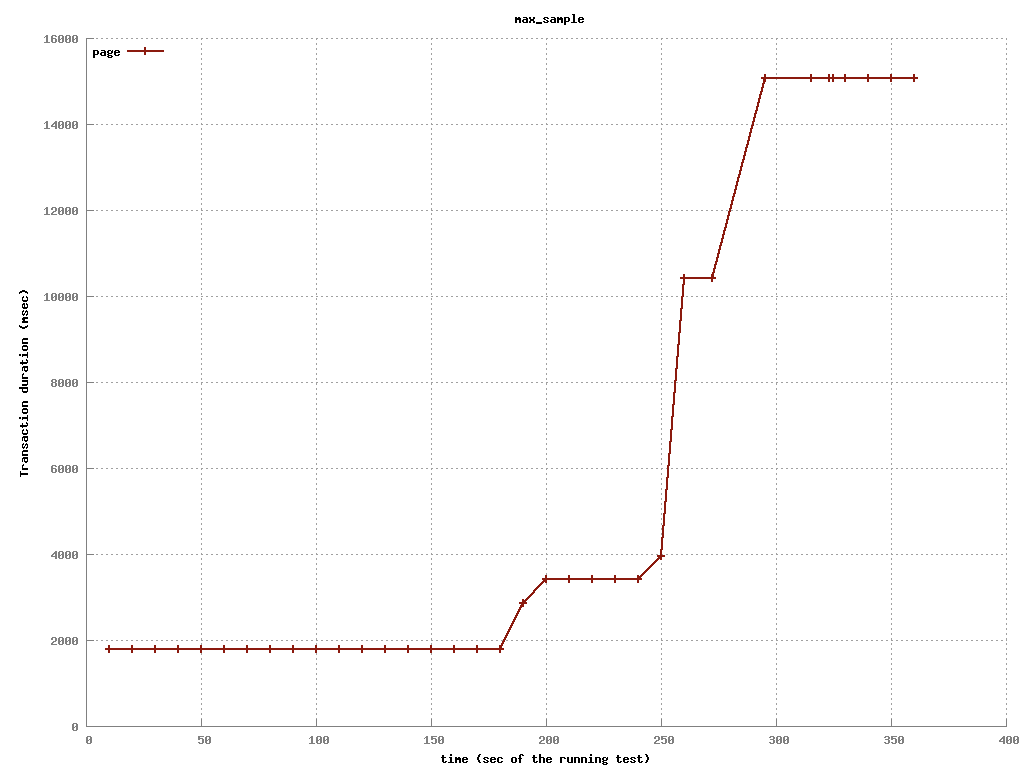 max_sample
page
16000
14000
12000
10000
8000
6000
4000
2000
0
Transaction duration (msec)
0 50 100 150 200 250 300 350 400
time (sec of the running test)